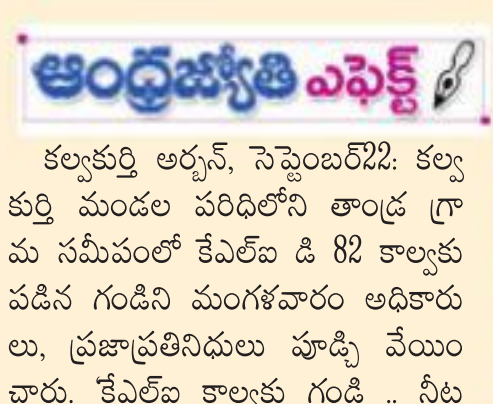 ఆంధ్రజ్యోతి ఎఫెక్ట్
కల్వకుర్తి అర్బన్, సెప్టెంబర్22: కల్వ
కుర్తి మండల పరిధిలోని తాండ్ర గ్రా
మ సమీపంలో కేఎల్ఐ డి 82 కాల్వకు
పడిన గండిని మంగళవారం అధికారు
లు, ప్రజాప్రతినిధులు పూడ్చి వేయిం
చారు. కేఎల్ఐ కాల్వకు గండి .. నీట